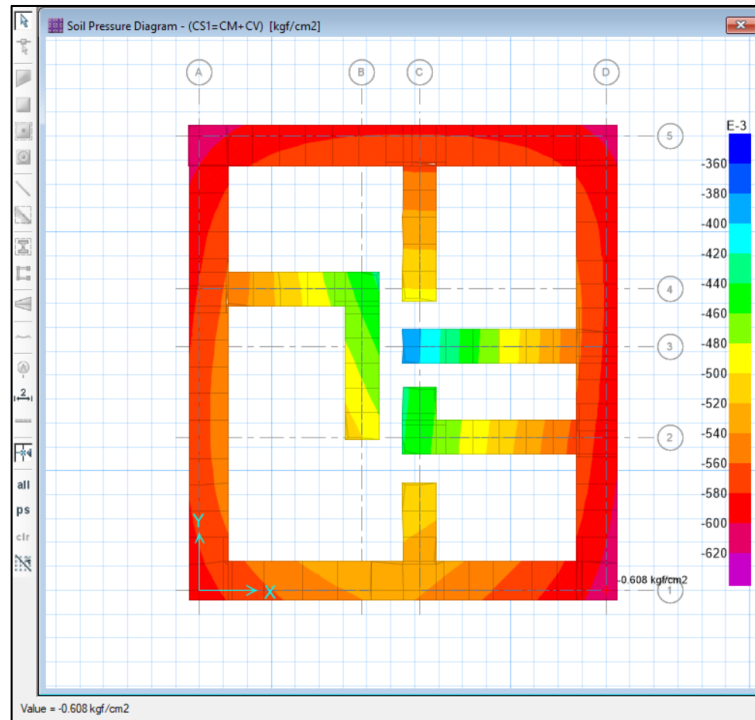 Soil Pressure Diagram - (CS1=CM+CV) [kgf/cm2]
A
B
C
D
E-3
5
-360
-380
-400
-420
4
-440
3
-460
-480
-500
2
2
-520
-540
-560
all
-580
ps
-600
clr
Y
-620
X
-0.608 kgf/cm2
1
Value = -0.608 kgf/cm2